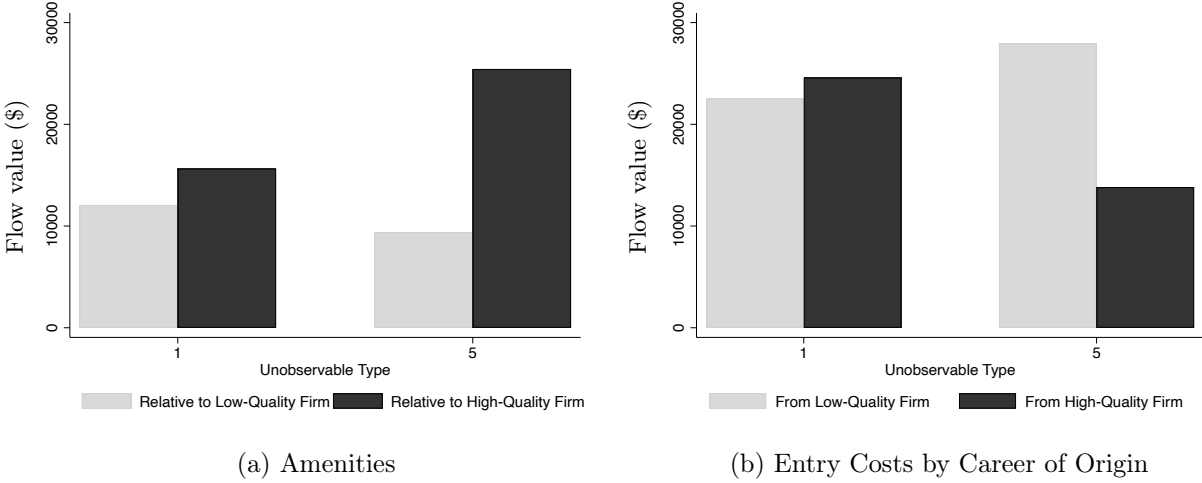 Flow value ($)
30000
20000
10000
0
1
5
Unobservable Type
Relative to Low-Quality Firm
Relative to High-Quality Firm
(a) Amenities
Flow value ($)
30000
20000
10000
0
1
5
Unobservable Type
From Low-Quality Firm
From High-Quality Firm
(b) Entry Costs by Career of Origin